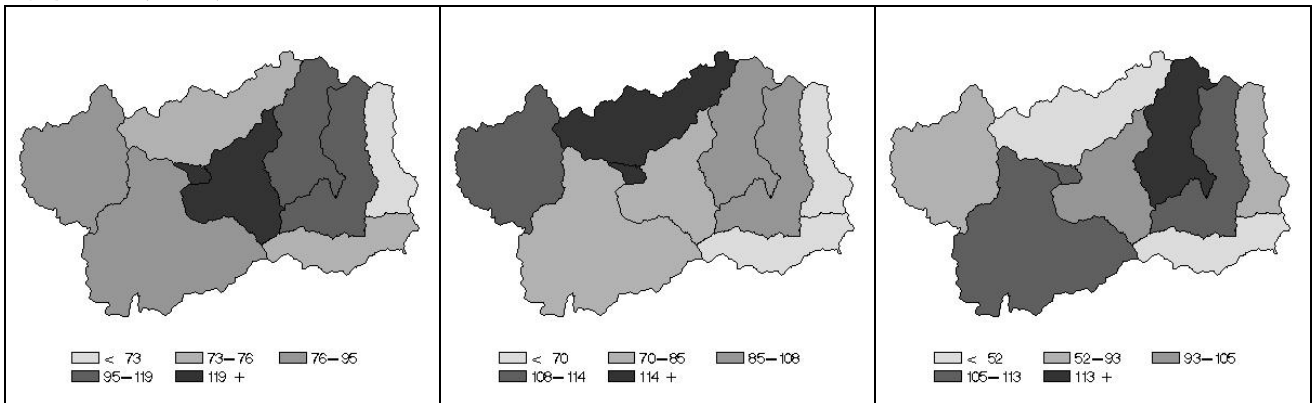 < 73 73–76 76–95
95–119 119 +
< 70 70–85 85–108
108–114 114 +
< 52 52–93 93–105
105–113 113 +